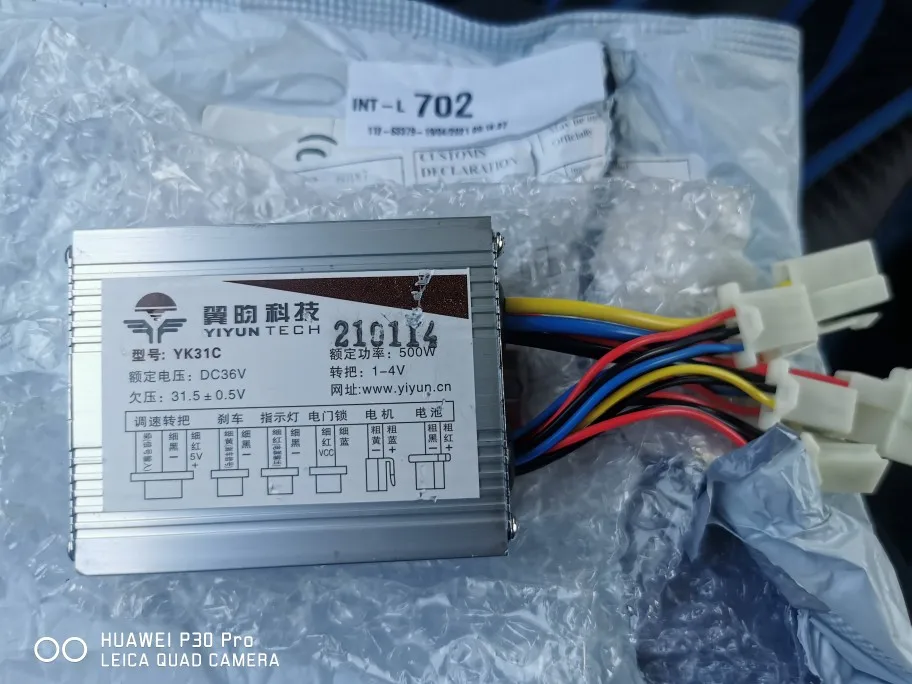 INT-L 702
CUSTOMS
DECLARATION
May be
Officially
翼昀科技
YIYUN TECH
210114
型号: YK31C
额定功率: 500W
额定电压: DC36V
转把: 1-4V
欠压: 31.5±0.5V
网址:www.yiyun.cn
调速转把 刹车 指示灯 电门锁 电机 电池
细黑 - 细红 5V + 细黑 - 细黑 - 细红 VCC 细蓝 粗黄 - 粗蓝 + 粗黑 - 粗红 +
HUAWEI P30 Pro
LEICA QUAD CAMERA